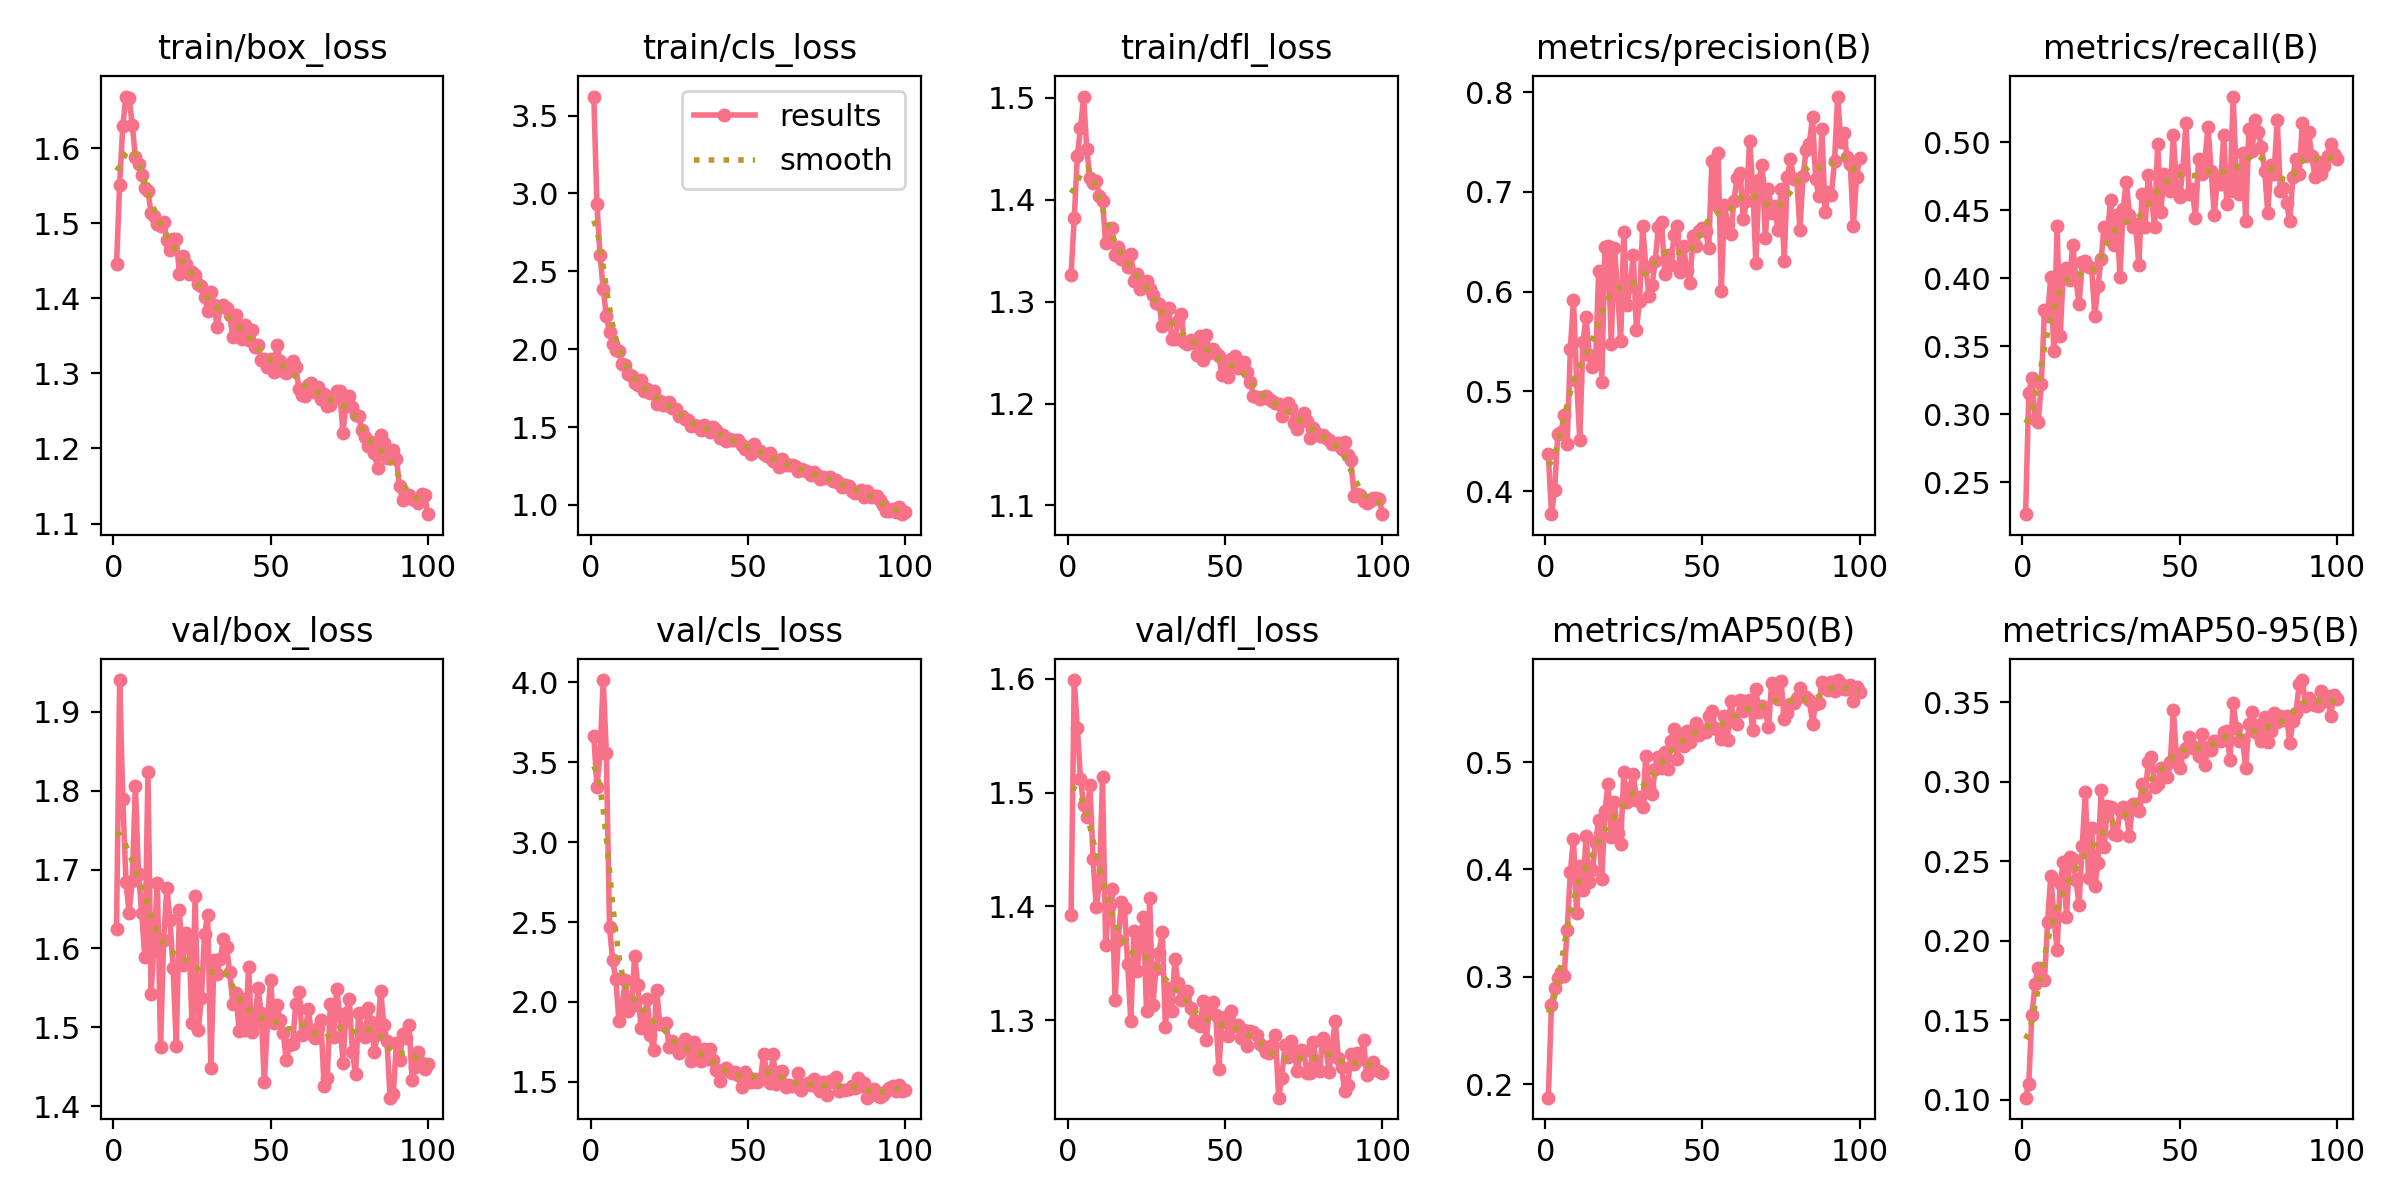 train/box_loss
1.6
1.5
1.4
1.3
1.2
1.1
0 50 100
train/cls_loss
results
smooth
3.5
3.0
2.5
2.0
1.5
1.0
0 50 100
train/dfl_loss
1.5
1.4
1.3
1.2
1.1
0 50 100
metrics/precision(B)
0.8
0.7
0.6
0.5
0.4
0 50 100
metrics/recall(B)
0.50
0.45
0.40
0.35
0.30
0.25
0 50 100
val/box_loss
1.9
1.8
1.7
1.6
1.5
1.4
0 50 100
val/cls_loss
4.0
3.5
3.0
2.5
2.0
1.5
0 50 100
val/dfl_loss
1.6
1.5
1.4
1.3
0 50 100
metrics/mAP50(B)
0.5
0.4
0.3
0.2
0 50 100
metrics/mAP50-95(B)
0.35
0.30
0.25
0.20
0.15
0.10
0 50 100